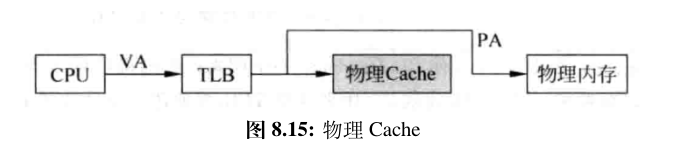 VA
PA
CPU
TLB
物理Cache
物理内存
图 8.15: 物理 Cache